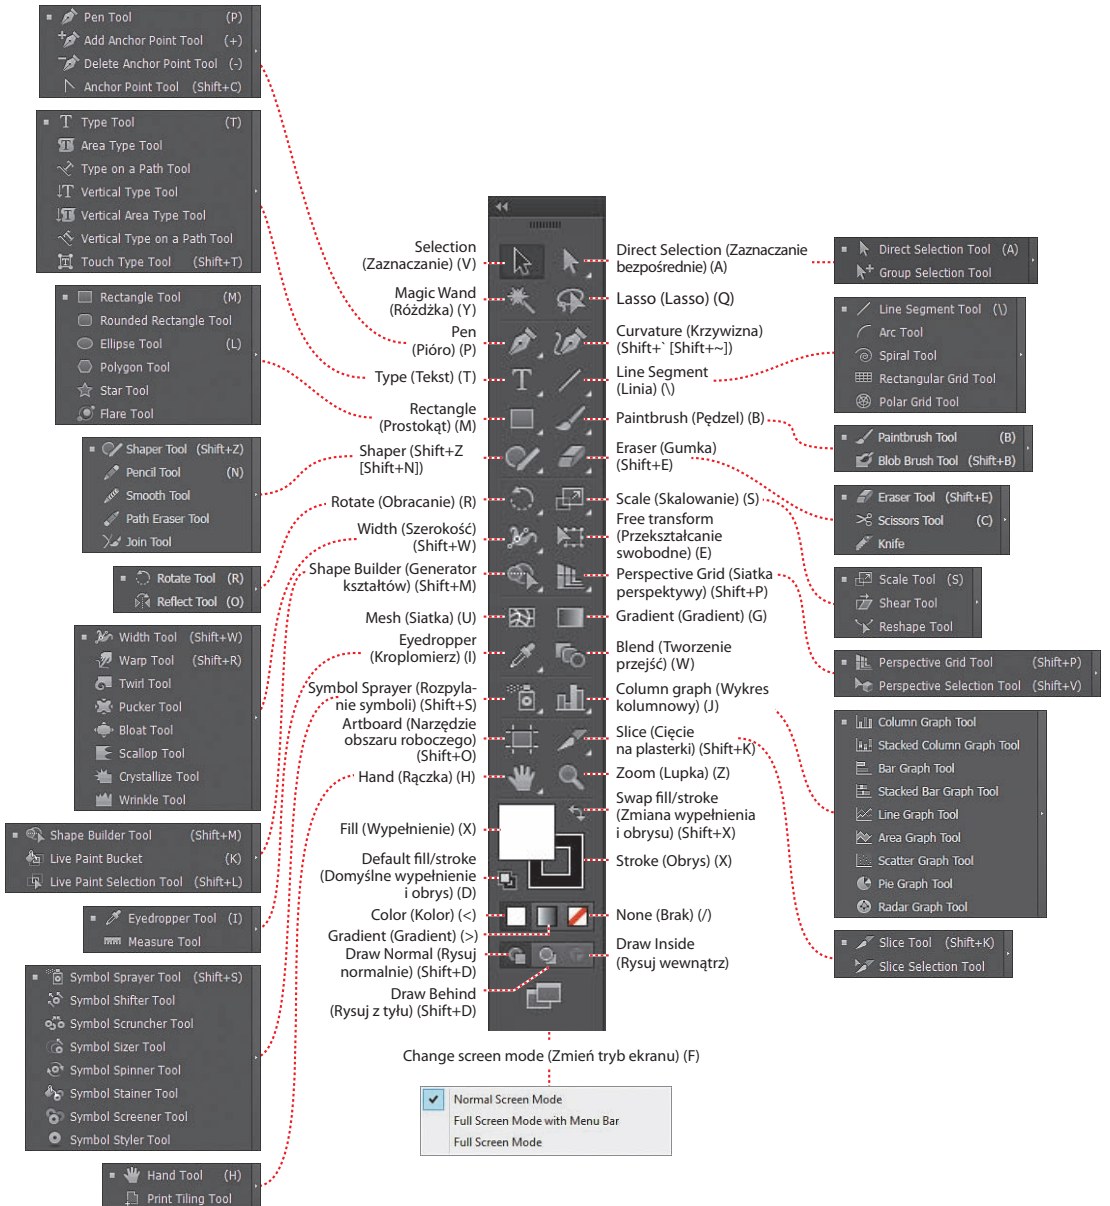 Pen Tool (P)
Add Anchor Point Tool (+)
Delete Anchor Point Tool (-)
Anchor Point Tool (Shift+C)
Type Tool (T)
Area Type Tool
Type on a Path Tool
Vertical Type Tool
Vertical Area Type Tool
Vertical Type on a Path Tool
Touch Type Tool (Shift+T)
Rectangle Tool (M)
Rounded Rectangle Tool
Ellipse Tool (L)
Polygon Tool
Star Tool
Flare Tool
Shaper Tool (Shift+Z)
Pencil Tool (N)
Smooth Tool
Path Eraser Tool
Join Tool
Rotate Tool (R)
Reflect Tool (O)
Width Tool (Shift+W)
Warp Tool (Shift+R)
Twirl Tool
Pucker Tool
Bloat Tool
Scallop Tool
Crystallize Tool
Wrinkle Tool
Shape Builder Tool (Shift+M)
Live Paint Bucket (K)
Live Paint Selection Tool (Shift+L)
Eyedropper Tool (I)
Measure Tool
Symbol Sprayer Tool (Shift+S)
Symbol Shifter Tool
Symbol Scruncher Tool
Symbol Sizer Tool
Symbol Spinner Tool
Symbol Stainer Tool
Symbol Screener Tool
Symbol Styler Tool
Hand Tool (H)
Print Tiling Tool
Selection
(Zaznaczanie) (V)
Magic Wand
(Różdżka) (Y)
Pen
(Pióro) (P)
Type (Tekst) (T)
Rectangle
(Prostokąt) (M)
Shaper (Shift+Z
[Shift+N])
Rotate (Obracanie) (R)
Width (Szerokość)
(Shift+W)
Shape Builder (Generator
kształtów) (Shift+M)
Mesh (Siatka) (U)
Eyedropper
(Kroplomierz) (I)
Symbol Sprayer (Rozpyla-
nie symboli) (Shift+S)
Artboard (Narzędzie
obszaru roboczego)
(Shift+O)
Hand (Rączka) (H)
Fill (Wypełnienie) (X)
Default fill/stroke
(Domyślne wypełnienie
i obrys) (D)
Color (Kolor) (<)
Gradient (Gradient) (>)
Draw Normal (Rysuj
normalnie) (Shift+D)
Draw Behind
(Rysuj z tyłu) (Shift+D)
T
Direct Selection (Zaznaczanie
bezpośrednie) (A)
Lasso (Lasso) (Q)
Curvature (Krzywizna)
(Shift+` [Shift+~])
Line Segment
(Linia) (\)
Paintbrush (Pędzel) (B)
Eraser (Gumka)
(Shift+E)
Scale (Skalowanie) (S)
Free transform
(Przekształcanie
swobodne) (E)
Perspective Grid (Siatka
perspektywy) (Shift+P)
Gradient (Gradient) (G)
Blend (Tworzenie
przejść) (W)
Column graph (Wykres
kolumnowy) (J)
Slice (Cięcie
na plasterki) (Shift+K)
Zoom (Lupka) (Z)
Swap fill/stroke
(Zmiana wypełnienia
i obrysu) (Shift+X)
Stroke (Obrys) (X)
None (Brak) (/)
Draw Inside
(Rysuj wewnątrz)
Direct Selection Tool (A)
Group Selection Tool
Line Segment Tool (\)
Arc Tool
Spiral Tool
Rectangular Grid Tool
Polar Grid Tool
Paintbrush Tool (B)
Blob Brush Tool (Shift+B)
Eraser Tool (Shift+E)
Scissors Tool (C)
Knife
Scale Tool (S)
Shear Tool
Reshape Tool
Perspective Grid Tool (Shift+P)
Perspective Selection Tool (Shift+V)
Column Graph Tool
Stacked Column Graph Tool
Bar Graph Tool
Stacked Bar Graph Tool
Line Graph Tool
Area Graph Tool
Scatter Graph Tool
Pie Graph Tool
Radar Graph Tool
Slice Tool (Shift+K)
Slice Selection Tool
Change screen mode (Zmień tryb ekranu) (F)
Normal Screen Mode
Full Screen Mode with Menu Bar
Full Screen Mode